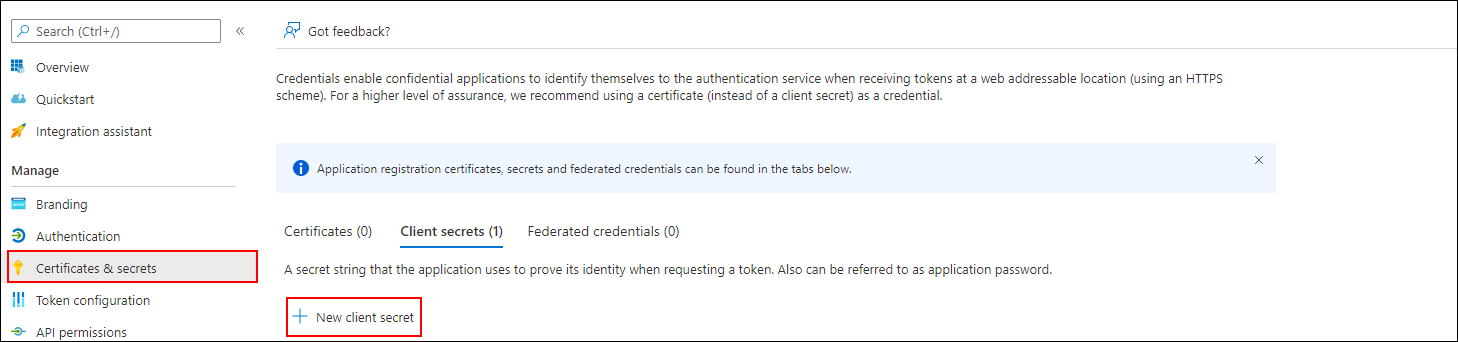 Search (Ctrl+/)
«
Overview
Quickstart
Integration assistant
Manage
Branding
Authentication
Certificates & secrets
Token configuration
API permissions
Got feedback?
Credentials enable confidential applications to identify themselves to the authentication service when receiving tokens at a web addressable location (using an HTTPS
scheme). For a higher level of assurance, we recommend using a certificate (instead of a client secret) as a credential.
Application registration certificates, secrets and federated credentials can be found in the tabs below.
Certificates (0) Client secrets (1) Federated credentials (0)
A secret string that the application uses to prove its identity when requesting a token. Also can be referred to as application password.
New client secret